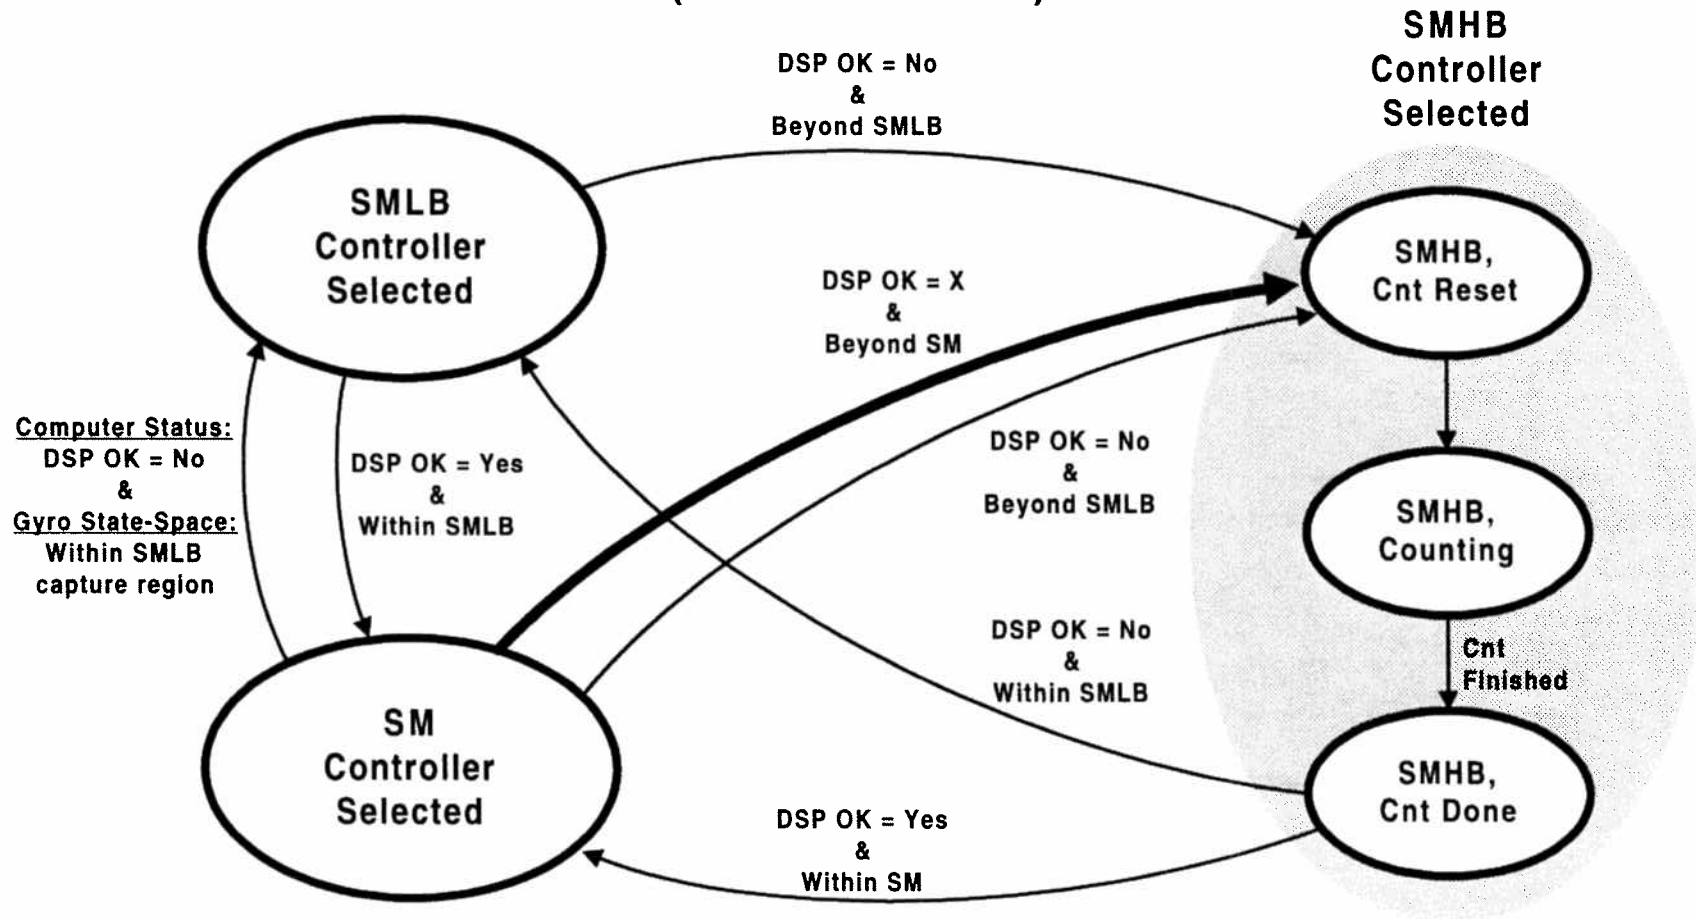 SMHB
Controller
Selected
DSP OK = No
&
Beyond SMLB
SMLB
Controller
Selected
SMHB,
Cnt Reset
DSP OK = X
&
Beyond SM
Computer Status:
DSP OK = No
&
Gyro State-Space:
Within SMLB
capture region
DSP OK = Yes
&
Within SMLB
DSP OK = No
&
Beyond SMLB
SMHB,
Counting
DSP OK = No
&
Within SMLB
Cnt
Finished
SM
Controller
Selected
SMHB,
Cnt Done
DSP OK = Yes
&
Within SM